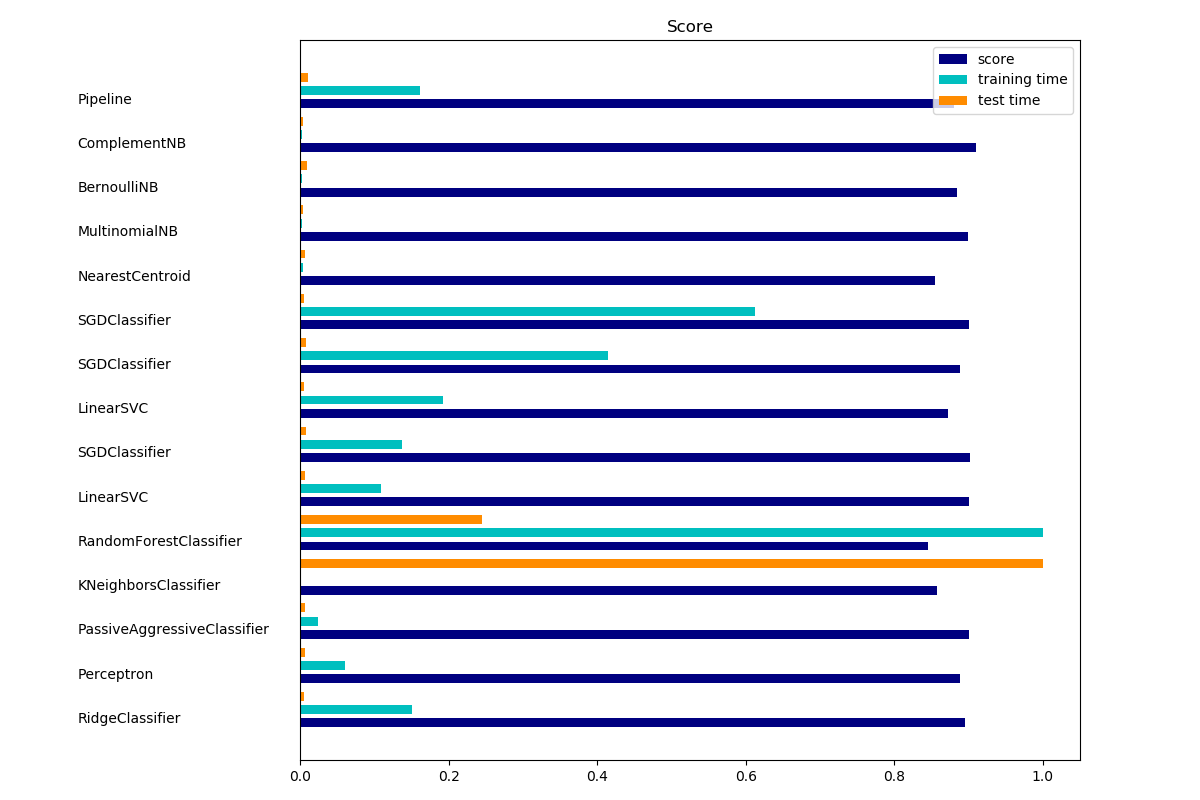 Score
score
training time
test time
Pipeline
ComplementNB
BernoulliNB
MultinomialNB
NearestCentroid
SGDClassifier
SGDClassifier
LinearSVC
SGDClassifier
LinearSVC
RandomForestClassifier
KNeighborsClassifier
PassiveAggressiveClassifier
Perceptron
RidgeClassifier
0.0 0.2 0.4 0.6 0.8 1.0